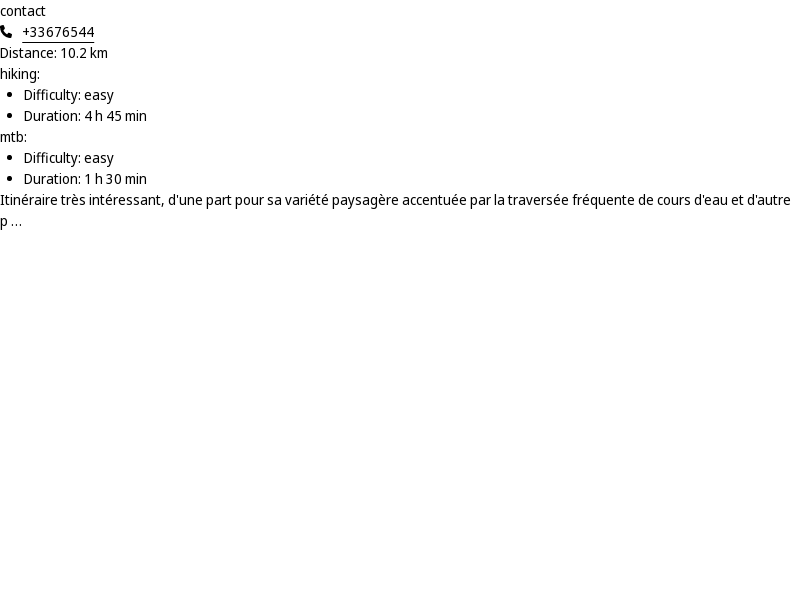 contact
+33676544
Distance: 10.2 km
hiking:
Difficulty: easy
Duration: 4 h 45 min
mtb:
Difficulty: easy
Duration: 1 h 30 min
Itinéraire très intéressant, d'une part pour sa variété paysagère accentuée par la traversée fréquente de cours d'eau et d'autre
p ...